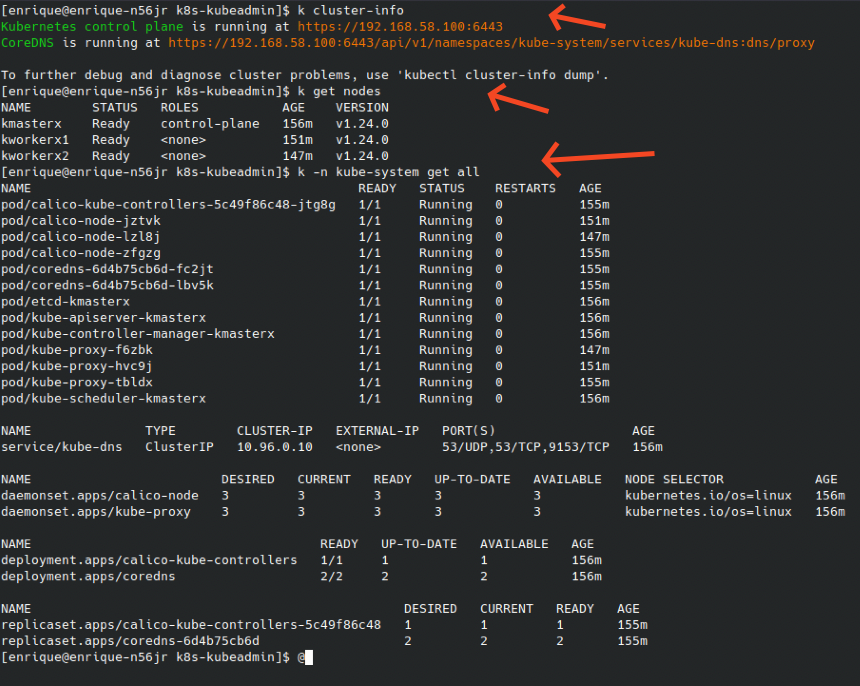 [enrique@enrique-n56jr k8s-kubeadmin]$ k cluster-info
Kubernetes control plane is running at https://192.168.58.100:6443
CoreDNS is running at https://192.168.58.100:6443/api/v1/namespaces/kube-system/services/kube-dns:dns/proxy

To further debug and diagnose cluster problems, use 'kubectl cluster-info dump'.
[enrique@enrique-n56jr k8s-kubeadmin]$ k get nodes
NAME        STATUS   ROLES           AGE    VERSION
kmasterx    Ready    control-plane   156m   v1.24.0
kworkerx1   Ready    <none>          151m   v1.24.0
kworkerx2   Ready    <none>          147m   v1.24.0
[enrique@enrique-n56jr k8s-kubeadmin]$ k -n kube-system get all
NAME                                           READY   STATUS    RESTARTS   AGE
pod/calico-kube-controllers-5c49f86c48-jtg8g   1/1     Running   0          155m
pod/calico-node-jztvk                          1/1     Running   0          151m
pod/calico-node-lzl8j                          1/1     Running   0          147m
pod/calico-node-zfgzg                          1/1     Running   0          155m
pod/coredns-6d4b75cb6d-fc2jt                   1/1     Running   0          155m
pod/coredns-6d4b75cb6d-lbv5k                   1/1     Running   0          155m
pod/etcd-kmasterx                              1/1     Running   0          156m
pod/kube-apiserver-kmasterx                    1/1     Running   0          156m
pod/kube-controller-manager-kmasterx           1/1     Running   0          156m
pod/kube-proxy-f6zbk                           1/1     Running   0          147m
pod/kube-proxy-hvc9j                           1/1     Running   0          151m
pod/kube-proxy-tbldx                           1/1     Running   0          155m
pod/kube-scheduler-kmasterx                    1/1     Running   0          156m

NAME               TYPE        CLUSTER-IP   EXTERNAL-IP   PORT(S)                  AGE
service/kube-dns   ClusterIP   10.96.0.10   <none>        53/UDP,53/TCP,9153/TCP   156m

NAME                         DESIRED   CURRENT   READY   UP-TO-DATE   AVAILABLE   NODE SELECTOR            AGE
daemonset.apps/calico-node   3         3         3       3            3           kubernetes.io/os=linux   156m
daemonset.apps/kube-proxy    3         3         3       3            3           kubernetes.io/os=linux   156m

NAME                                      READY   UP-TO-DATE   AVAILABLE   AGE
deployment.apps/calico-kube-controllers   1/1     1            1           156m
deployment.apps/coredns                   2/2     2            2           156m

NAME                                                 DESIRED   CURRENT   READY   AGE
replicaset.apps/calico-kube-controllers-5c49f86c48   1         1         1       155m
replicaset.apps/coredns-6d4b75cb6d                   2         2         2       155m
[enrique@enrique-n56jr k8s-kubeadmin]$ @